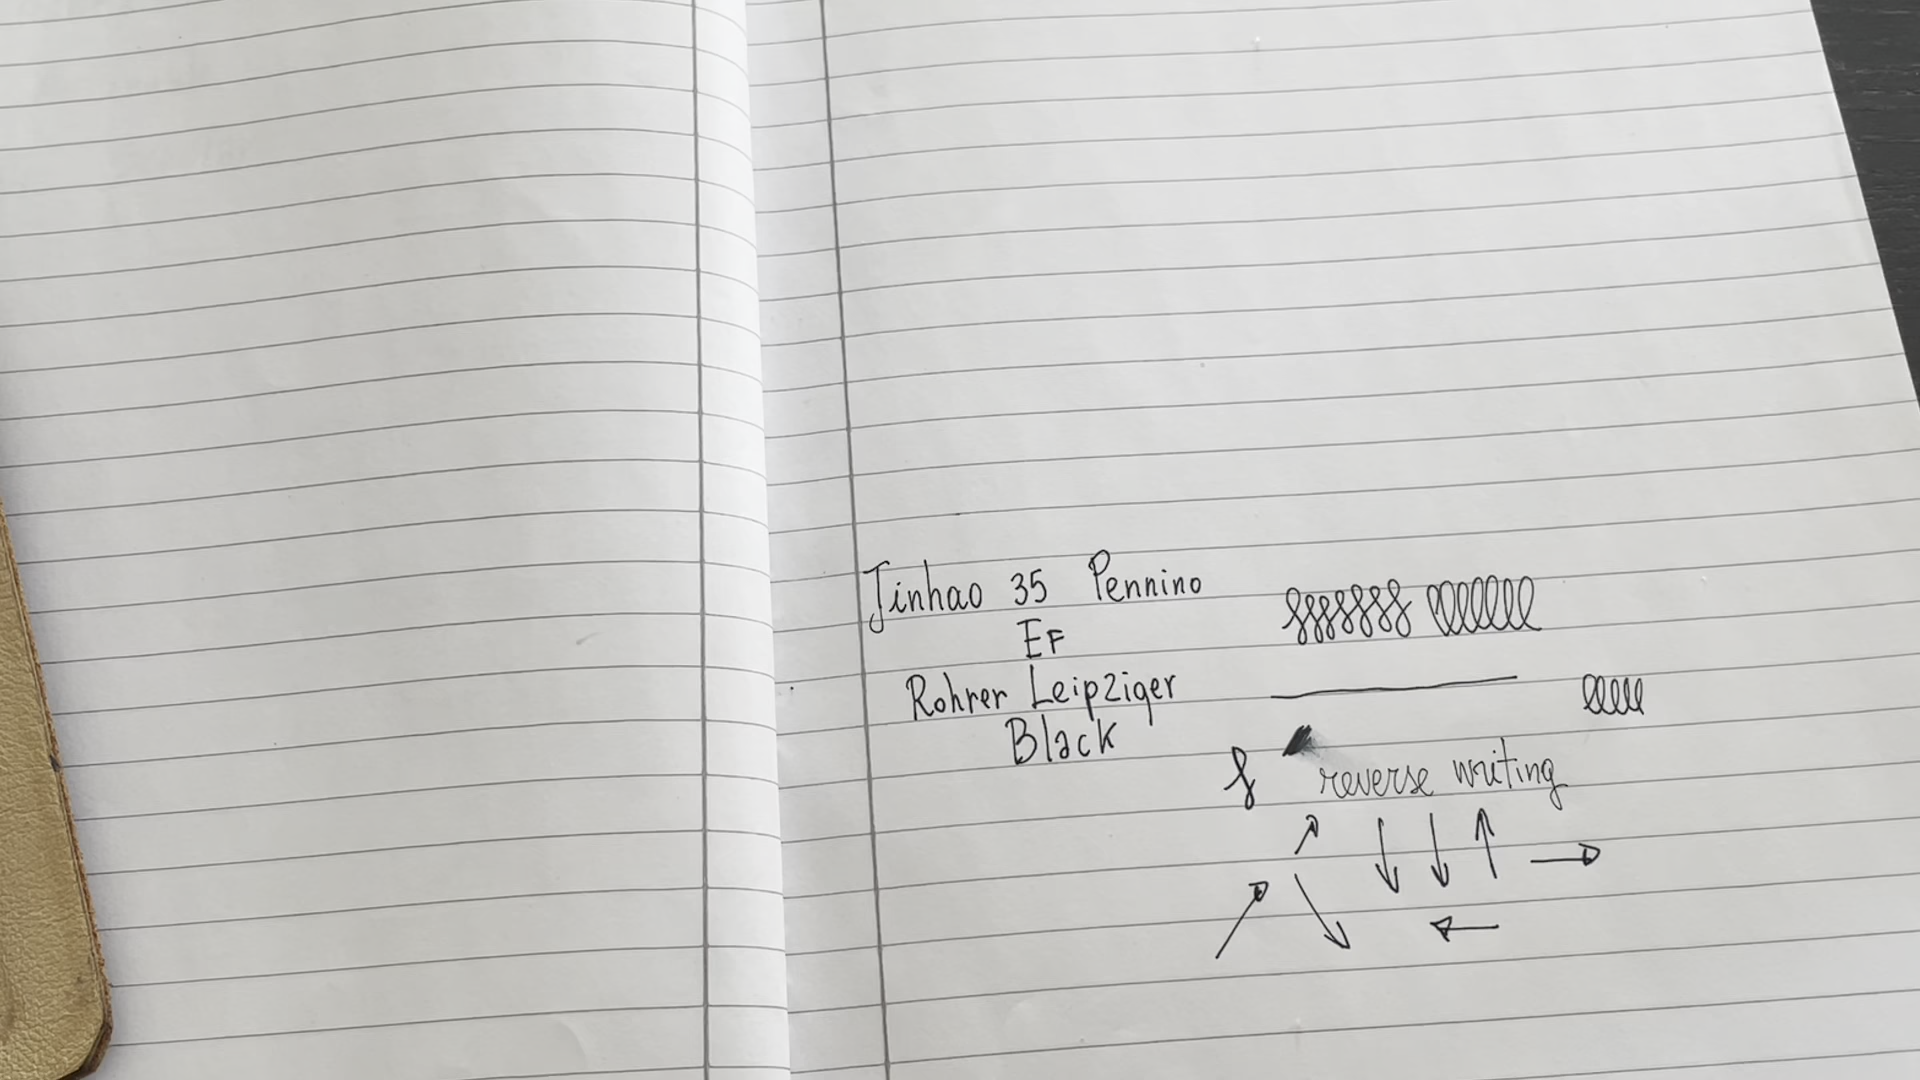 Jinhao 35 Pennino
EF
Rohrer Leipziger
Black
reverse writing